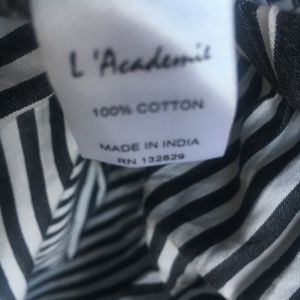 L'Academie
100% COTTON
MADE IN INDIA
RN 132829